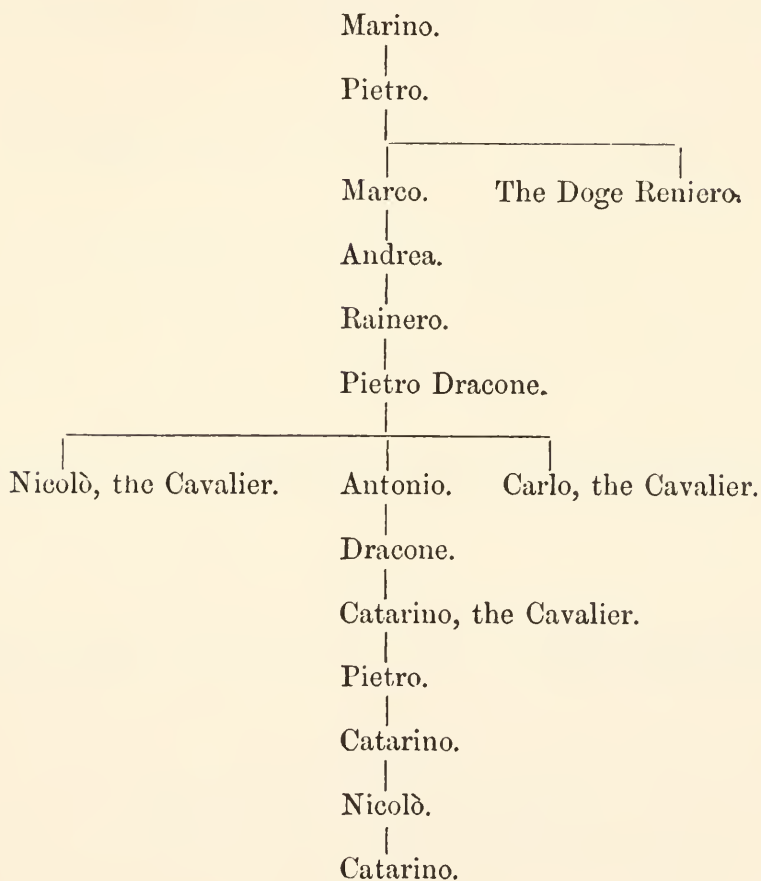 Marino.
Pietro.
Marco. The Doge Reniero.
Andrea.
Rainero.
Pietro Dracone.
Nicolò, the Cavalier. Antonio. Carlo, the Cavalier.
Dracone.
Catarino, the Cavalier.
Pietro.
Catarino.
Nicolò.
Catarino.